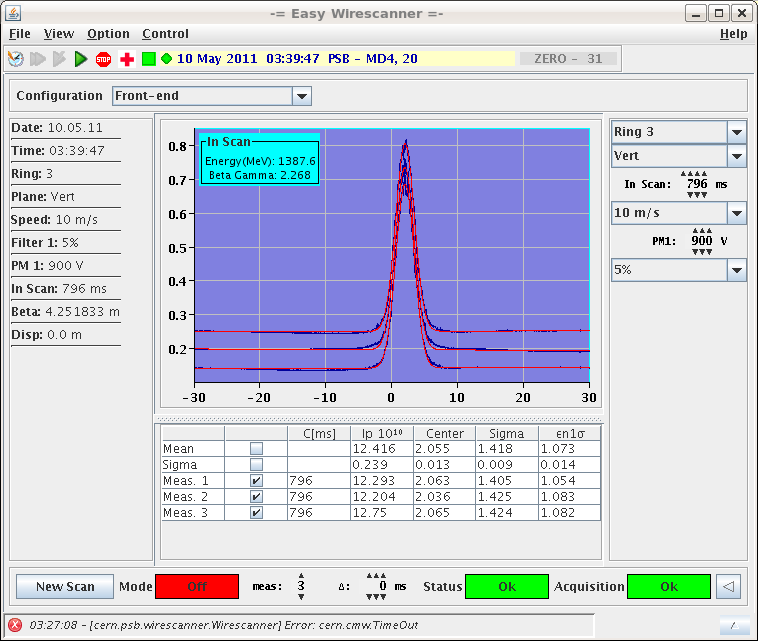 -= Easy Wirescanner =-
File View Option Control Help
STOP 10 May 2011 03:39:47 PSB - MD4, 20 ZERO - 31
Configuration Front-end
Date: 10.05.11
Time: 03:39:47
Ring: 3
Plane: Vert
Speed: 10 m/s
Filter 1: 5%
PM 1: 900 V
In Scan: 796 ms
Beta: 4.251833 m
Disp: 0.0 m
In Scan
Energy(MeV): 1387.6
Beta Gamma: 2.268
0.8
0.7
0.6
0.5
0.4
0.3
0.2
-30 -20 -10 0 10 20 30
Ring 3
Vert
In Scan: 796 ms
10 m/s
PM1: 900 V
5%
C[ms] Ip 10¹⁰ Center Sigma εn1σ
Mean 12.416 2.055 1.418 1.073
Sigma 0.239 0.013 0.009 0.014
Meas. 1 796 12.293 2.063 1.405 1.054
Meas. 2 796 12.204 2.036 1.425 1.083
Meas. 3 796 12.75 2.065 1.424 1.082
New Scan Mode Off meas: 3 Δ: 0 ms Status Ok Acquisition Ok
03:27:08 - [cern.psb.wirescanner.Wirescanner] Error: cern.cmw.TimeOut